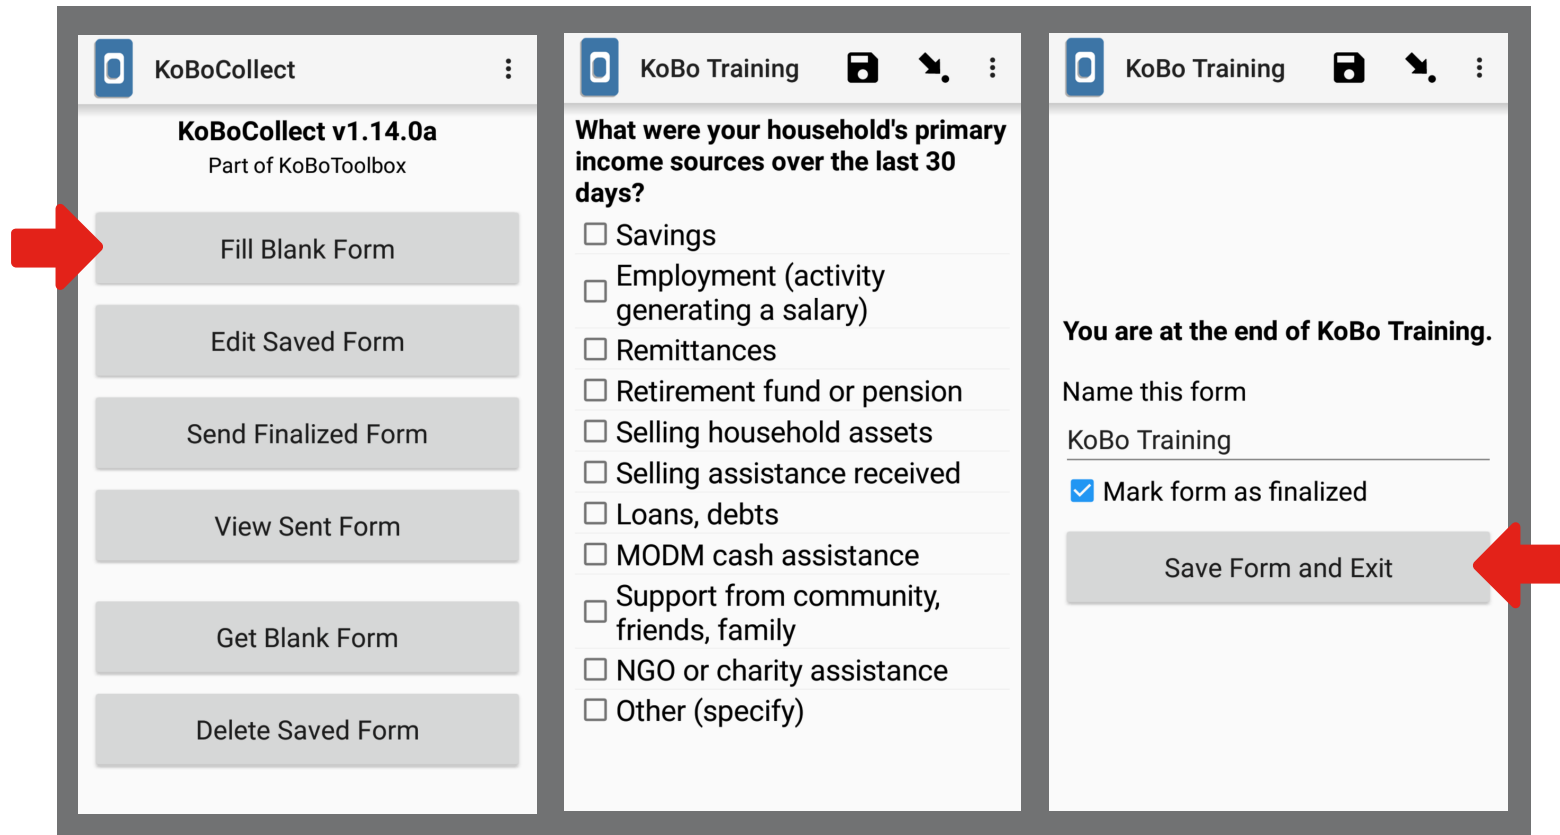 KoBoCollect
KoBoCollect v1.14.0a
Part of KoBoToolbox
Fill Blank Form
Edit Saved Form
Send Finalized Form
View Sent Form
Get Blank Form
Delete Saved Form
KoBo Training
What were your household's primary
income sources over the last 30
days?
Savings
Employment (activity
generating a salary)
Remittances
Retirement fund or pension
Selling household assets
Selling assistance received
Loans, debts
MODM cash assistance
Support from community,
friends, family
NGO or charity assistance
Other (specify)
KoBo Training
You are at the end of KoBo Training.
Name this form
KoBo Training
Mark form as finalized
Save Form and Exit